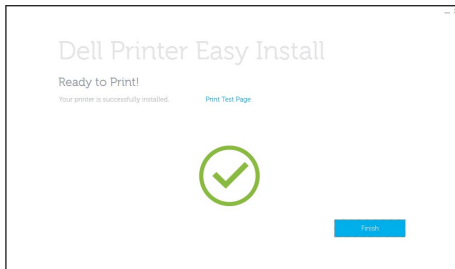 Dell Printer Easy Install
Ready to Print!
Your printer is successfully installed. Print Test Page
Finish